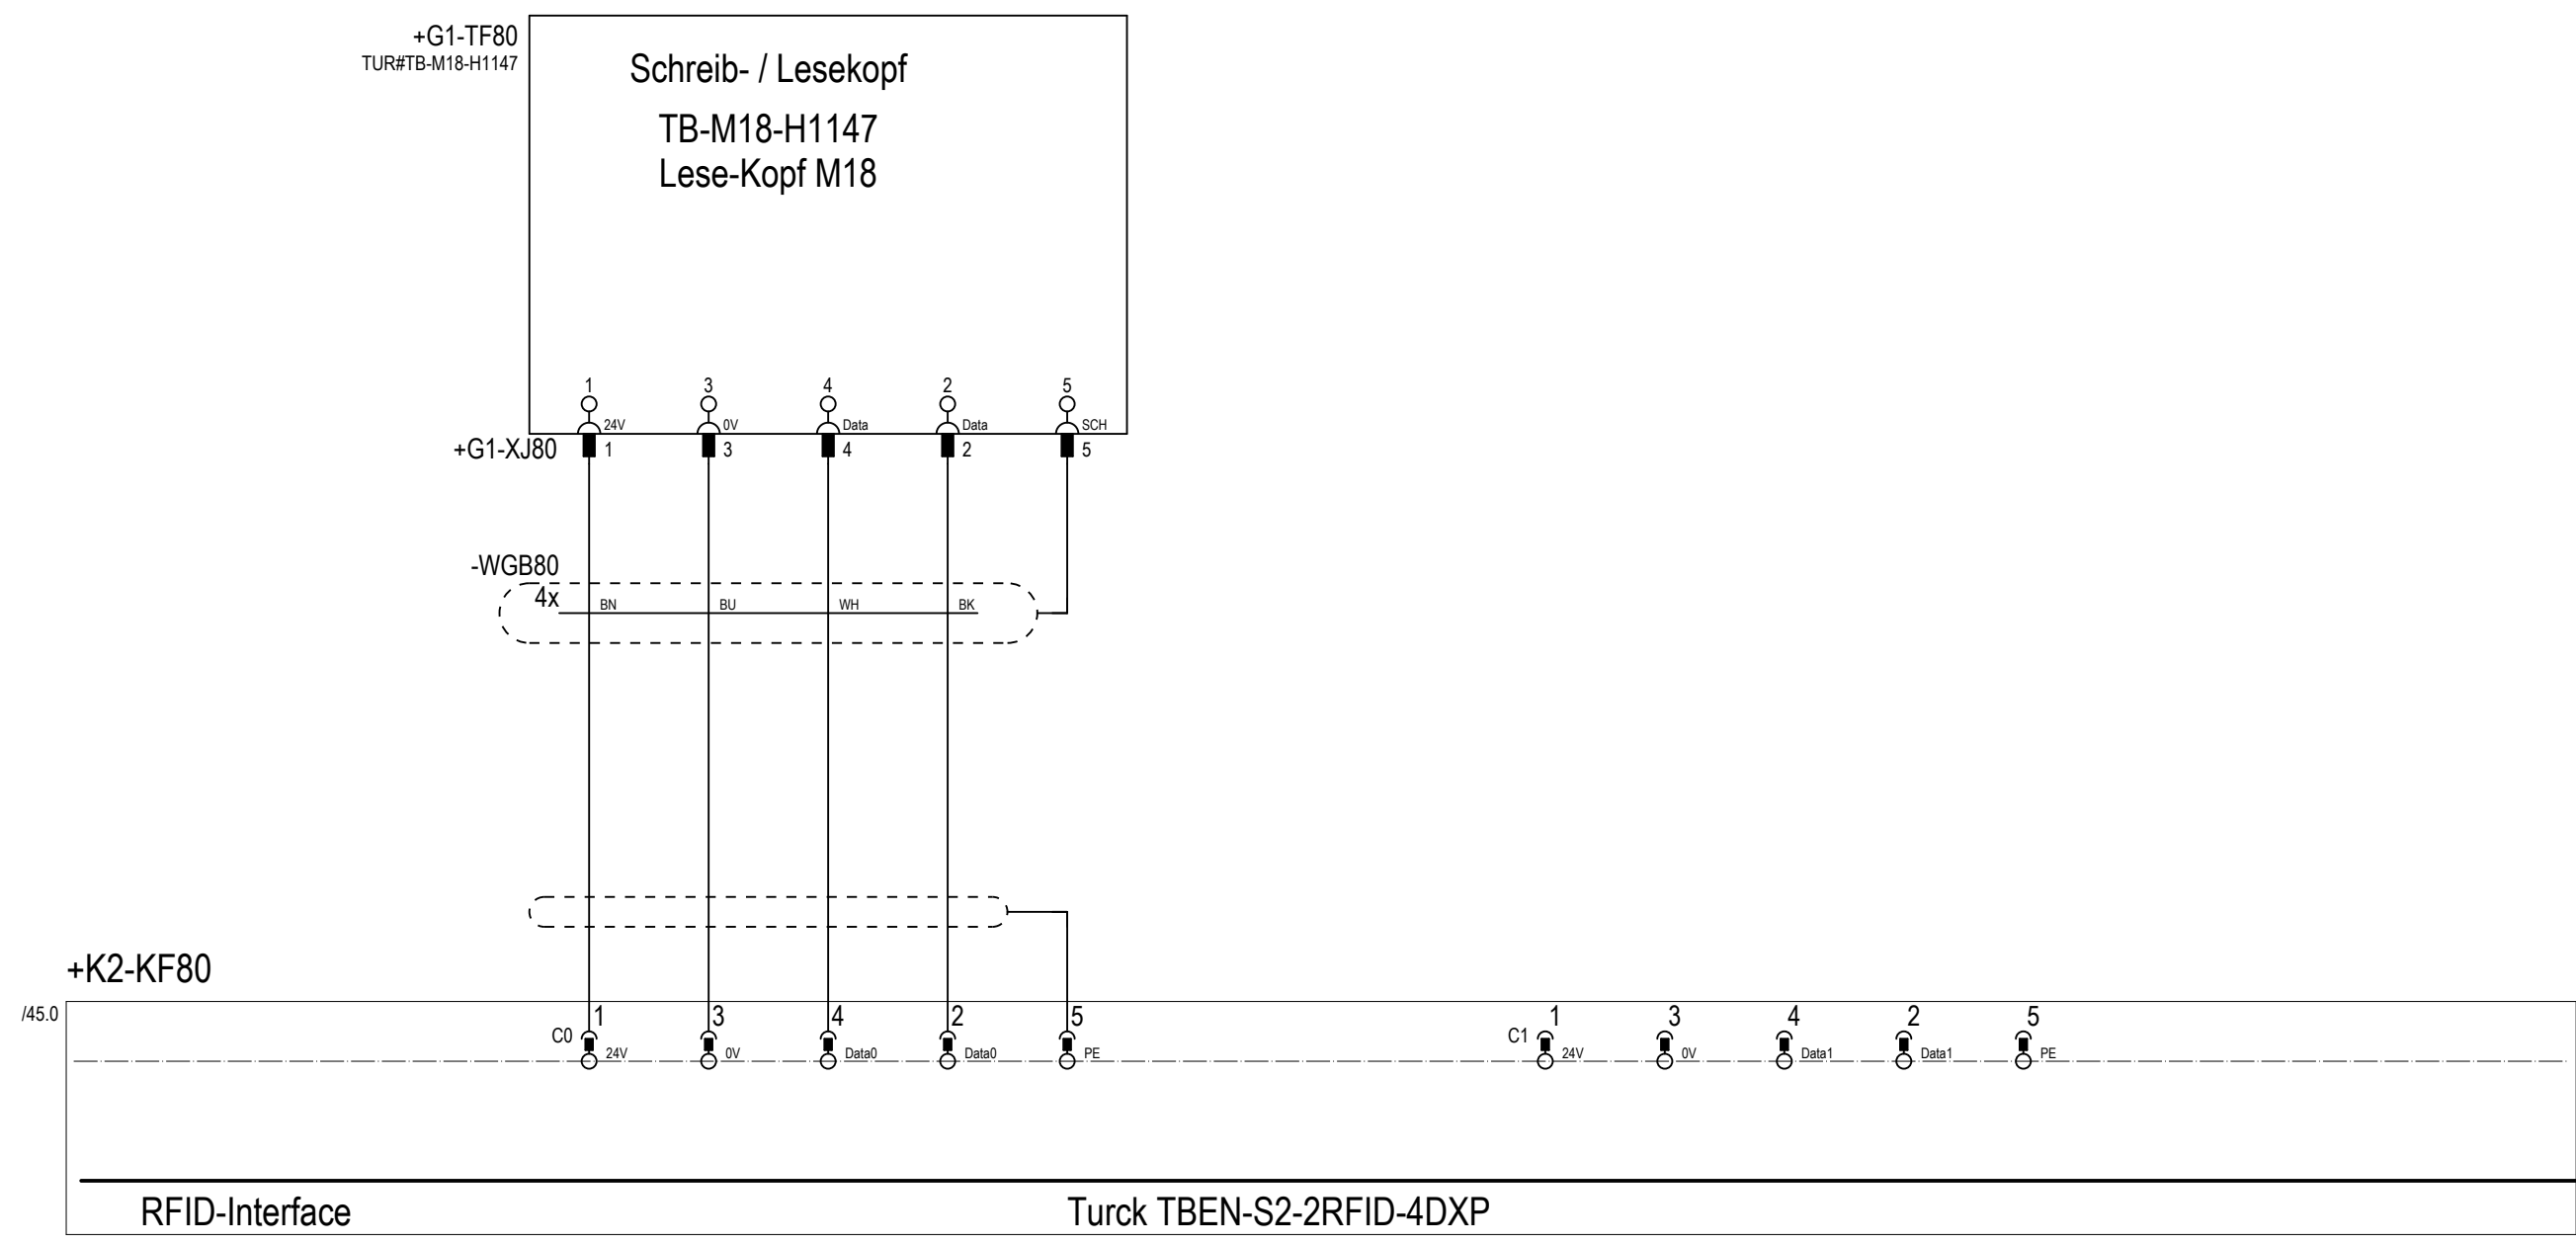 +G1-TF80
TUR#TB-M18-H1147
Schreib- / Lesekopf
TB-M18-H1147
Lese-Kopf M18
1 3 4 2 5
24V 0V Data Data SCH
+G1-XJ80 1 3 4 2 5
-WGB80
4x BN BU WH BK
+K2-KF80
/45.0
1 3 4 2 5 1 3 4 2 5
C0 C1
24V 0V Data0 Data0 PE 24V 0V Data1 Data1 PE
RFID-Interface Turck TBEN-S2-2RFID-4DXP